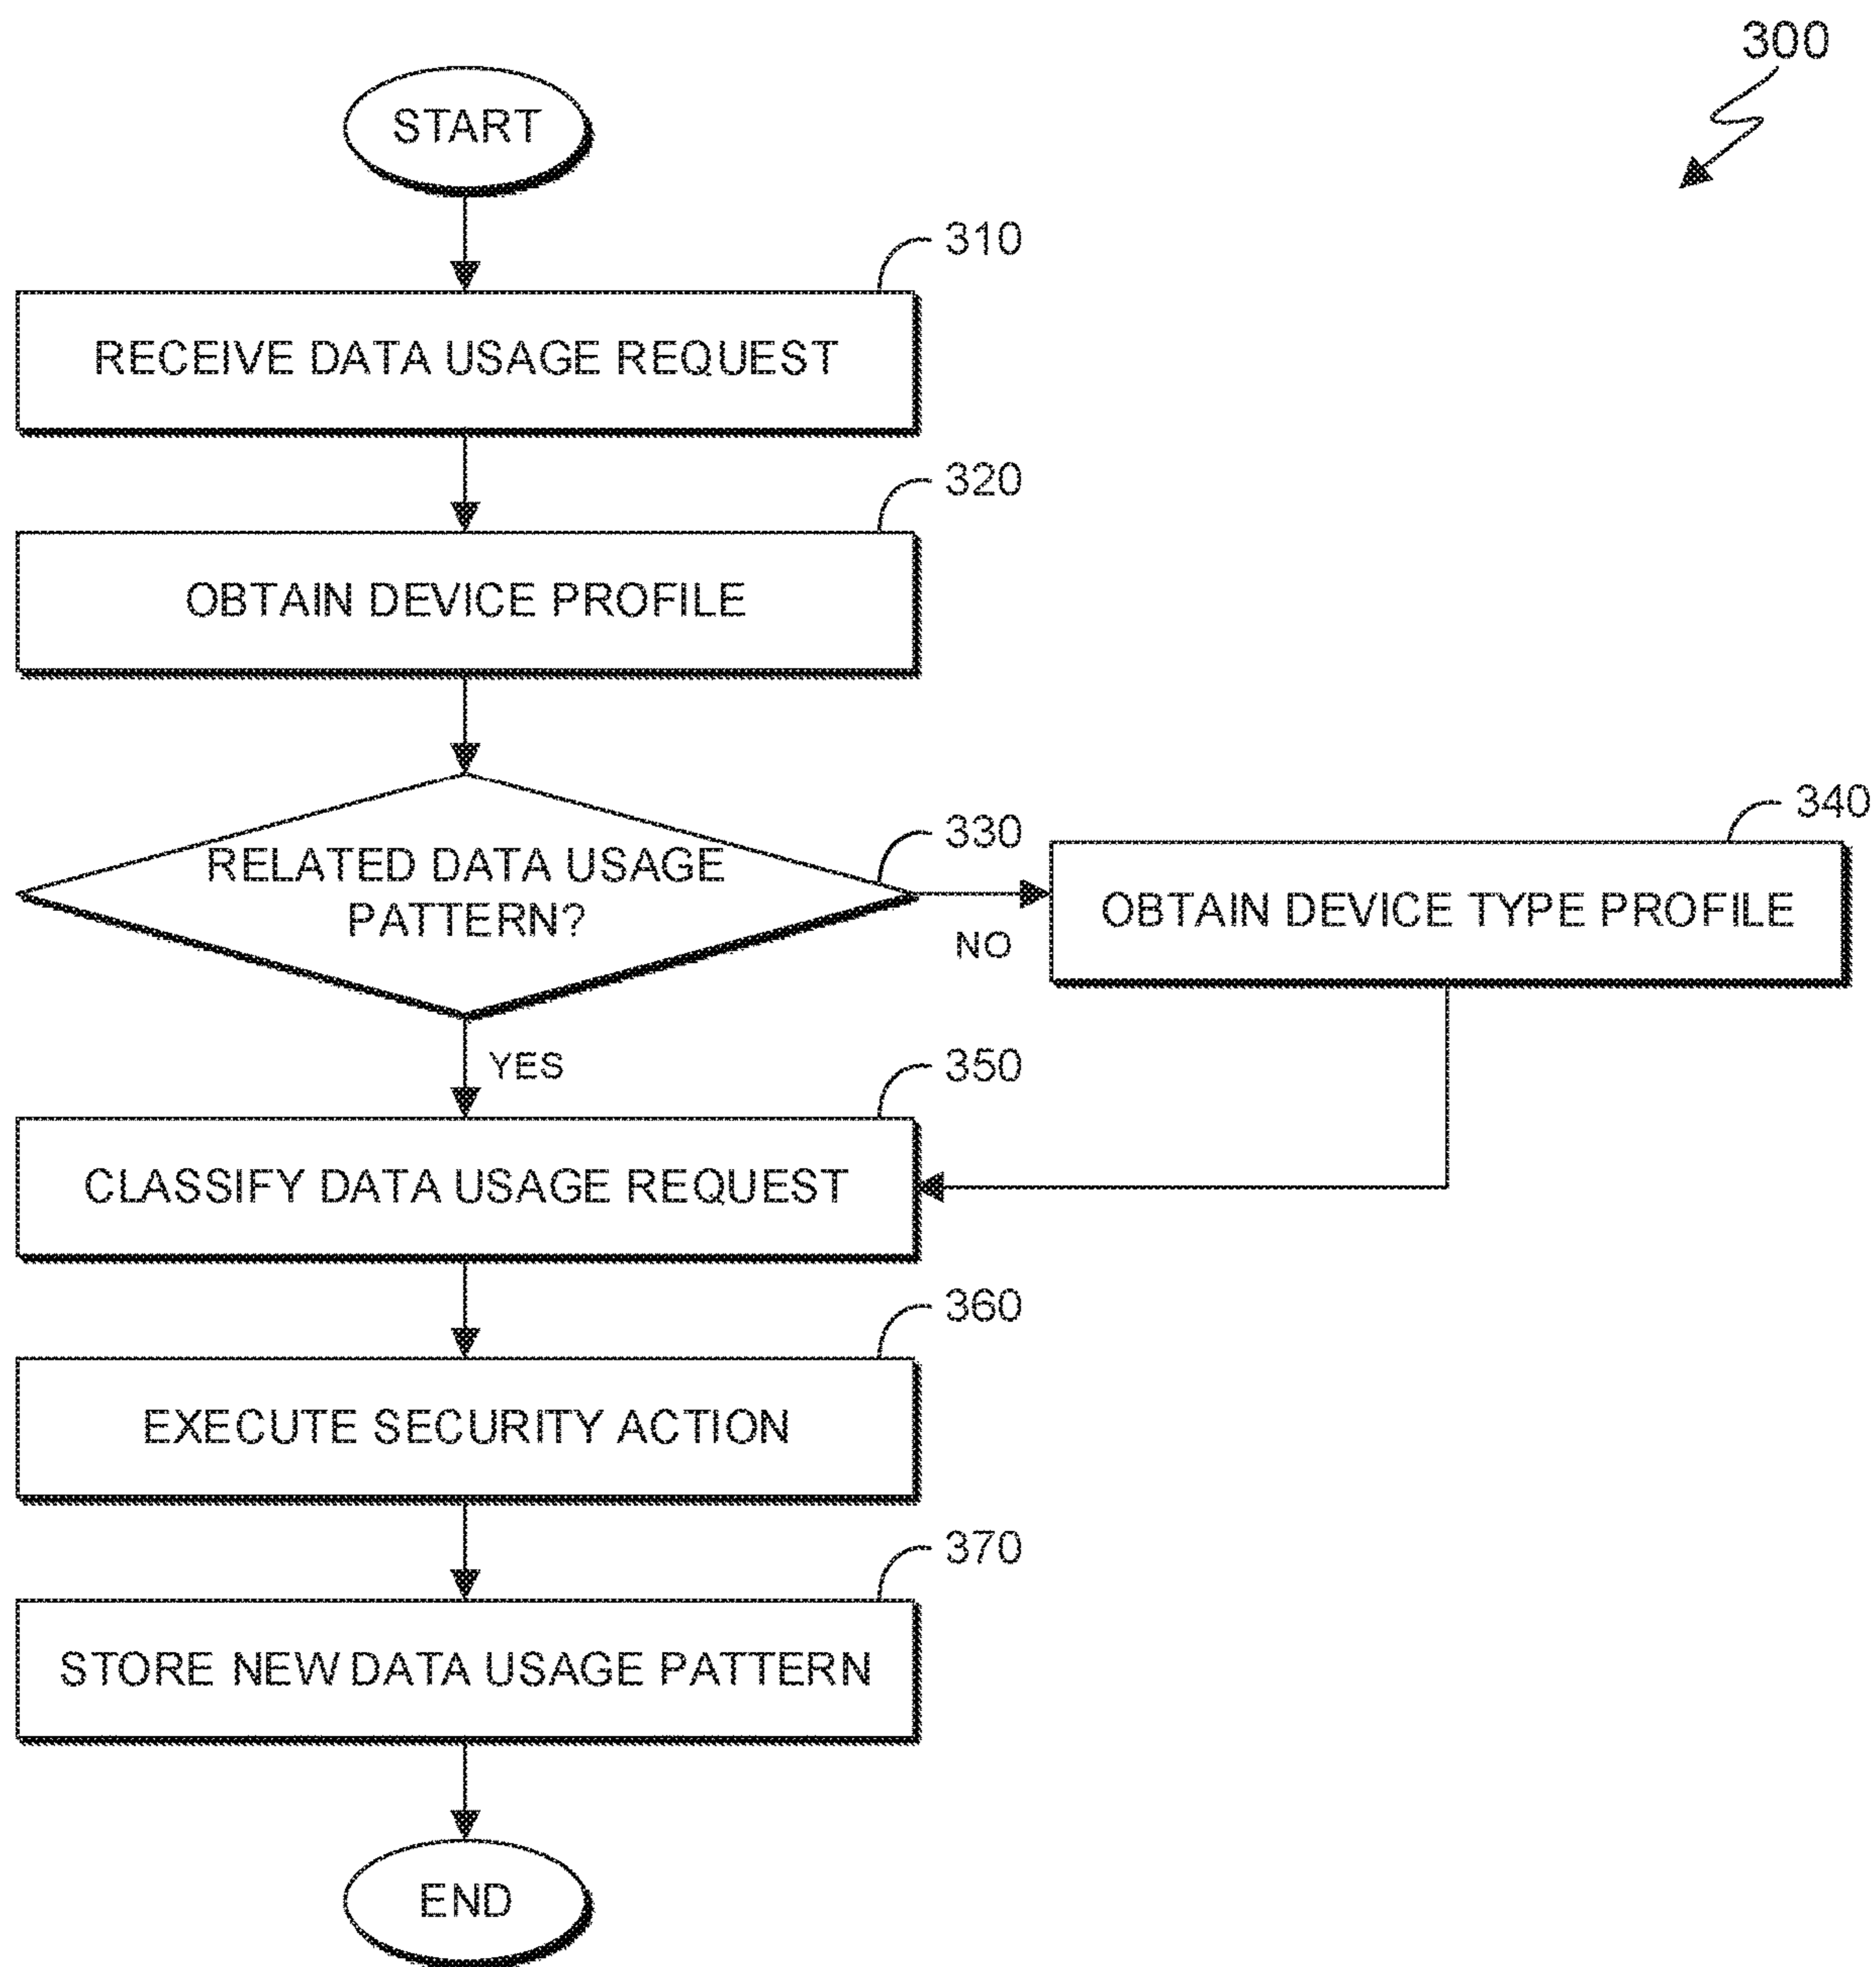 300
START
310
RECEIVE DATA USAGE REQUEST
320
OBTAIN DEVICE PROFILE
330
RELATED DATA USAGE
PATTERN?
NO
340
OBTAIN DEVICE TYPE PROFILE
YES
350
CLASSIFY DATA USAGE REQUEST
360
EXECUTE SECURITY ACTION
370
STORE NEW DATA USAGE PATTERN
END